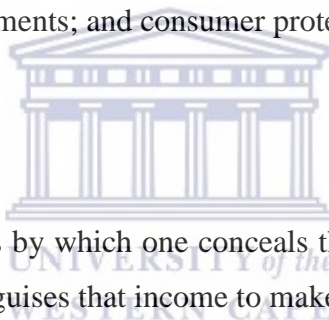 ments; and consumer prote
s by which one conceals th
UNIVERSITY of the
guises that income to make
WESTERN CAPE